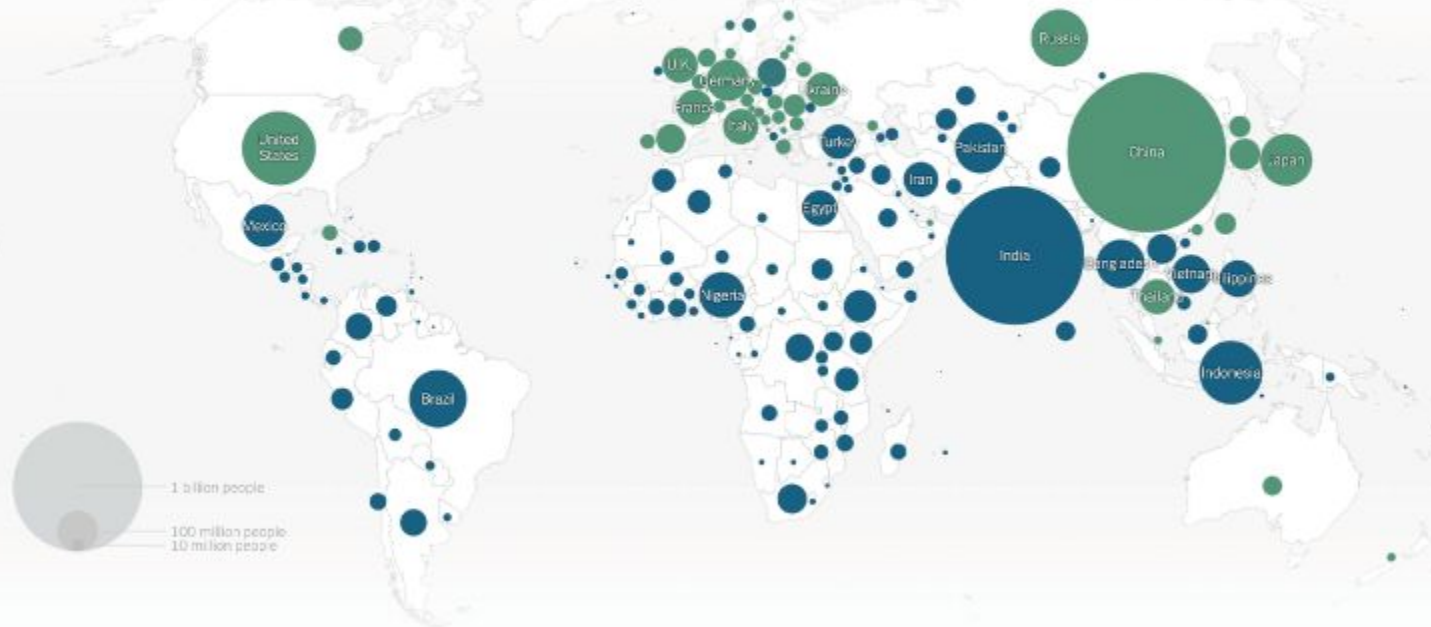 Russia
U.K.
Germany
Ukraine
France
Italy
United
States
Turkey
Pakistan
China
Japan
Iran
Mexico
Egypt
India
Bangladesh
Vietnam
Philippines
Nigeria
Thailand
Indonesia
Brazil
1 billion people
100 million people
10 million people